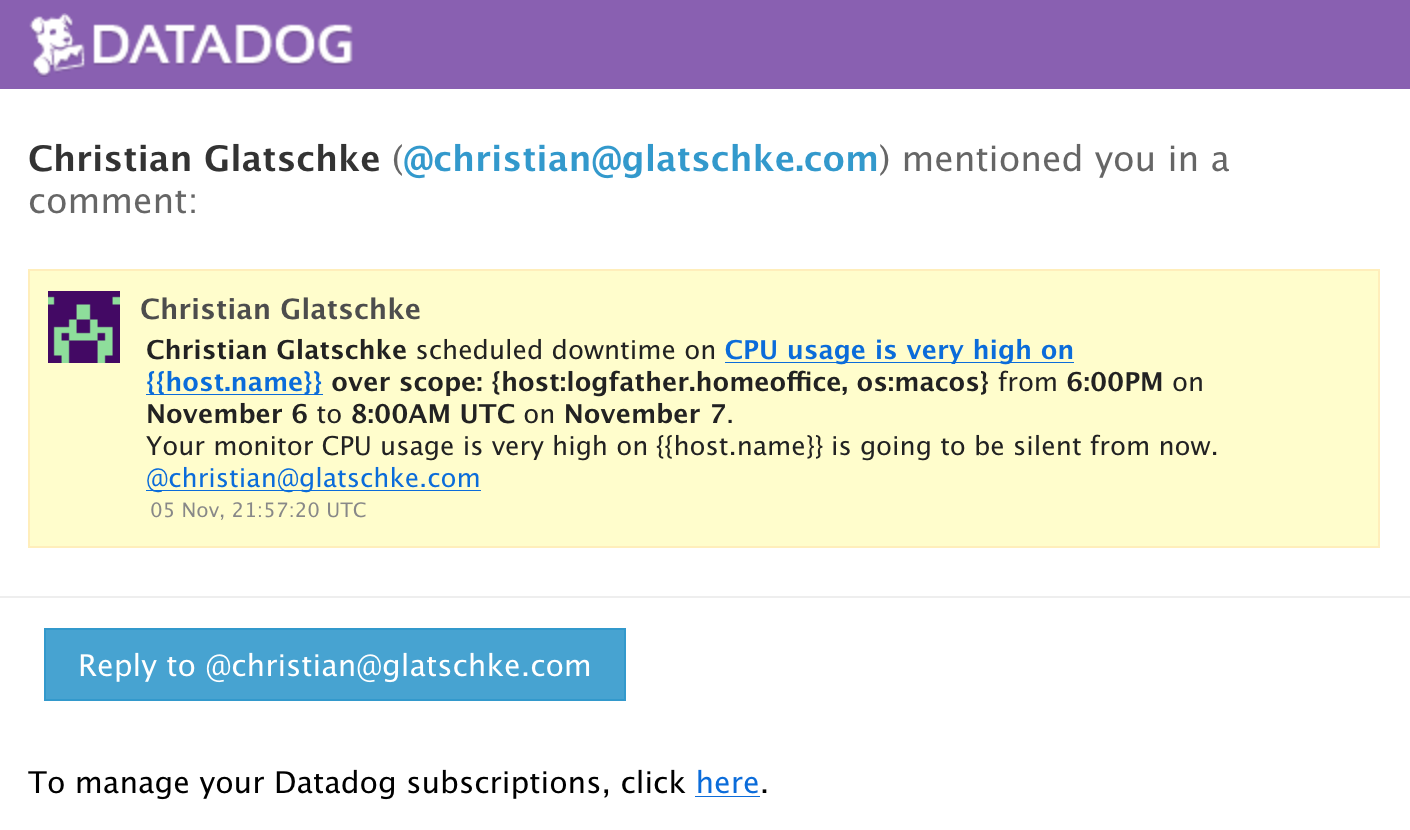 DATADOG
Christian Glatschke (@christian@glatschke.com) mentioned you in a
comment:
Christian Glatschke
Christian Glatschke scheduled downtime on CPU usage is very high on
{{host.name}} over scope: {host:logfather.homeoffice, os:macos} from 6:00PM on
November 6 to 8:00AM UTC on November 7.
Your monitor CPU usage is very high on {{host.name}} is going to be silent from now.
@christian@glatschke.com
05 Nov, 21:57:20 UTC
Reply to @christian@glatschke.com
To manage your Datadog subscriptions, click here.